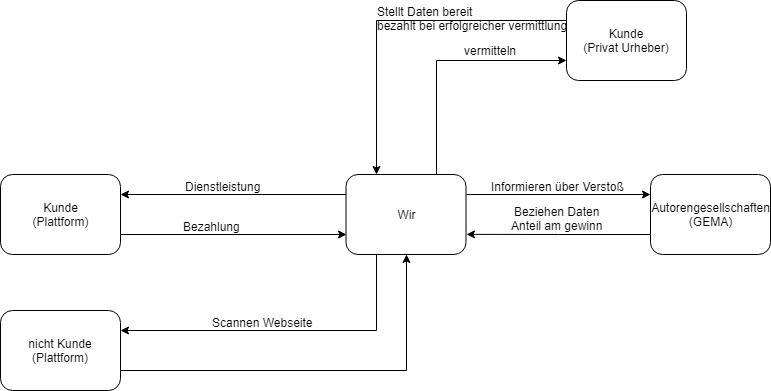 Stellt Daten bereit
bezahlt bei erfolgreicher vermittlung
Kunde
(Privat Urheber)
vermitteln
Kunde
(Plattform)
Dienstleistung
Bezahlung
Wir
Informieren über Verstoß
Beziehen Daten
Anteil am gewinn
Autorengesellschaften
(GEMA)
nicht Kunde
(Plattform)
Scannen Webseite